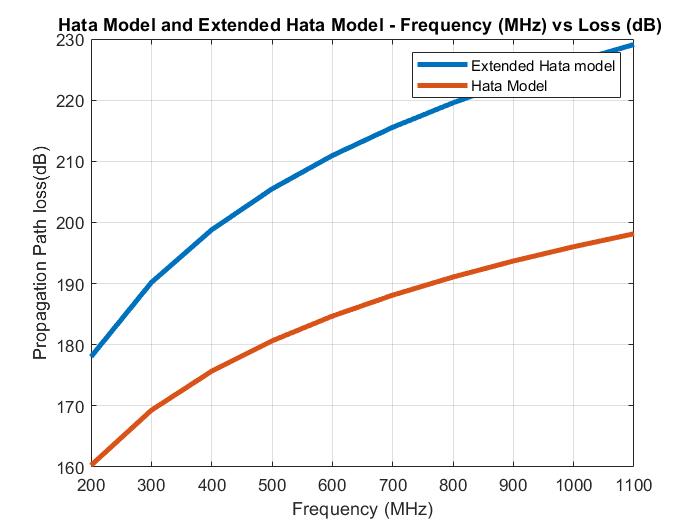 Hata Model and Extended Hata Model - Frequency (MHz) vs Loss (dB)
230
220
210
200
190
180
170
160
Propagation Path loss(dB)
Extended Hata model
Hata Model
200 300 400 500 600 700 800 900 1000 1100
Frequency (MHz)